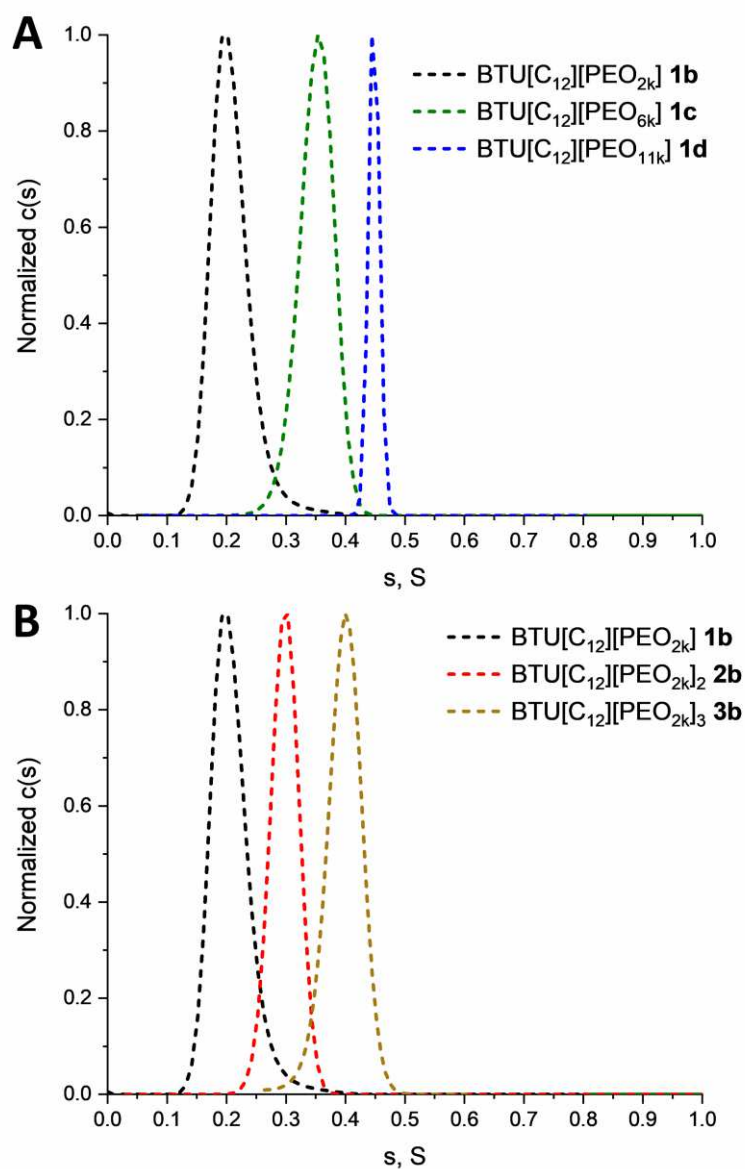 A
BTU[C₁₂][PEO₂ₖ] 1b
BTU[C₁₂][PEO₆ₖ] 1c
BTU[C₁₂][PEO₁₁ₖ] 1d
Normalized c(s)
1.0
0.8
0.6
0.4
0.2
0.0
0.0 0.1 0.2 0.3 0.4 0.5 0.6 0.7 0.8 0.9 1.0
s, S
B
BTU[C₁₂][PEO₂ₖ] 1b
BTU[C₁₂][PEO₂ₖ]₂ 2b
BTU[C₁₂][PEO₂ₖ]₃ 3b
Normalized c(s)
1.0
0.8
0.6
0.4
0.2
0.0
0.0 0.1 0.2 0.3 0.4 0.5 0.6 0.7 0.8 0.9 1.0
s, S